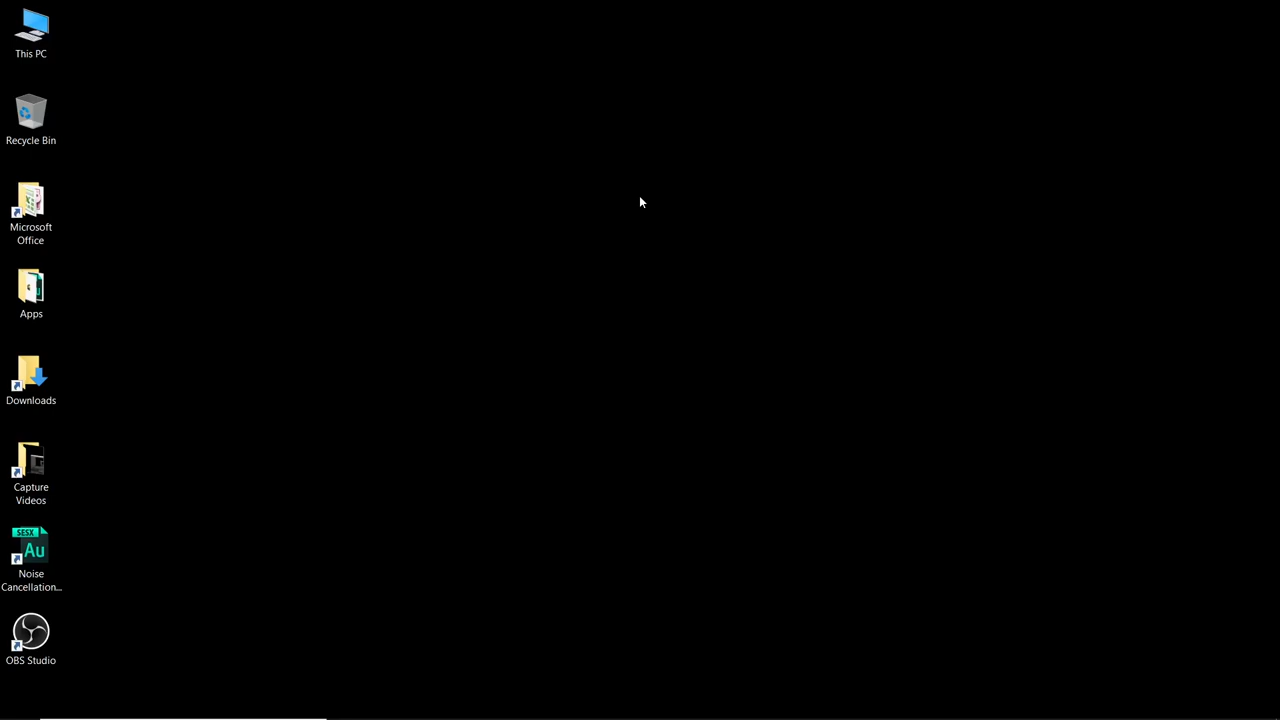 This PC
Recycle Bin
Microsoft
Office
Apps
Downloads
Capture
Videos
SESX
Au
Noise
Cancellation...
OBS Studio